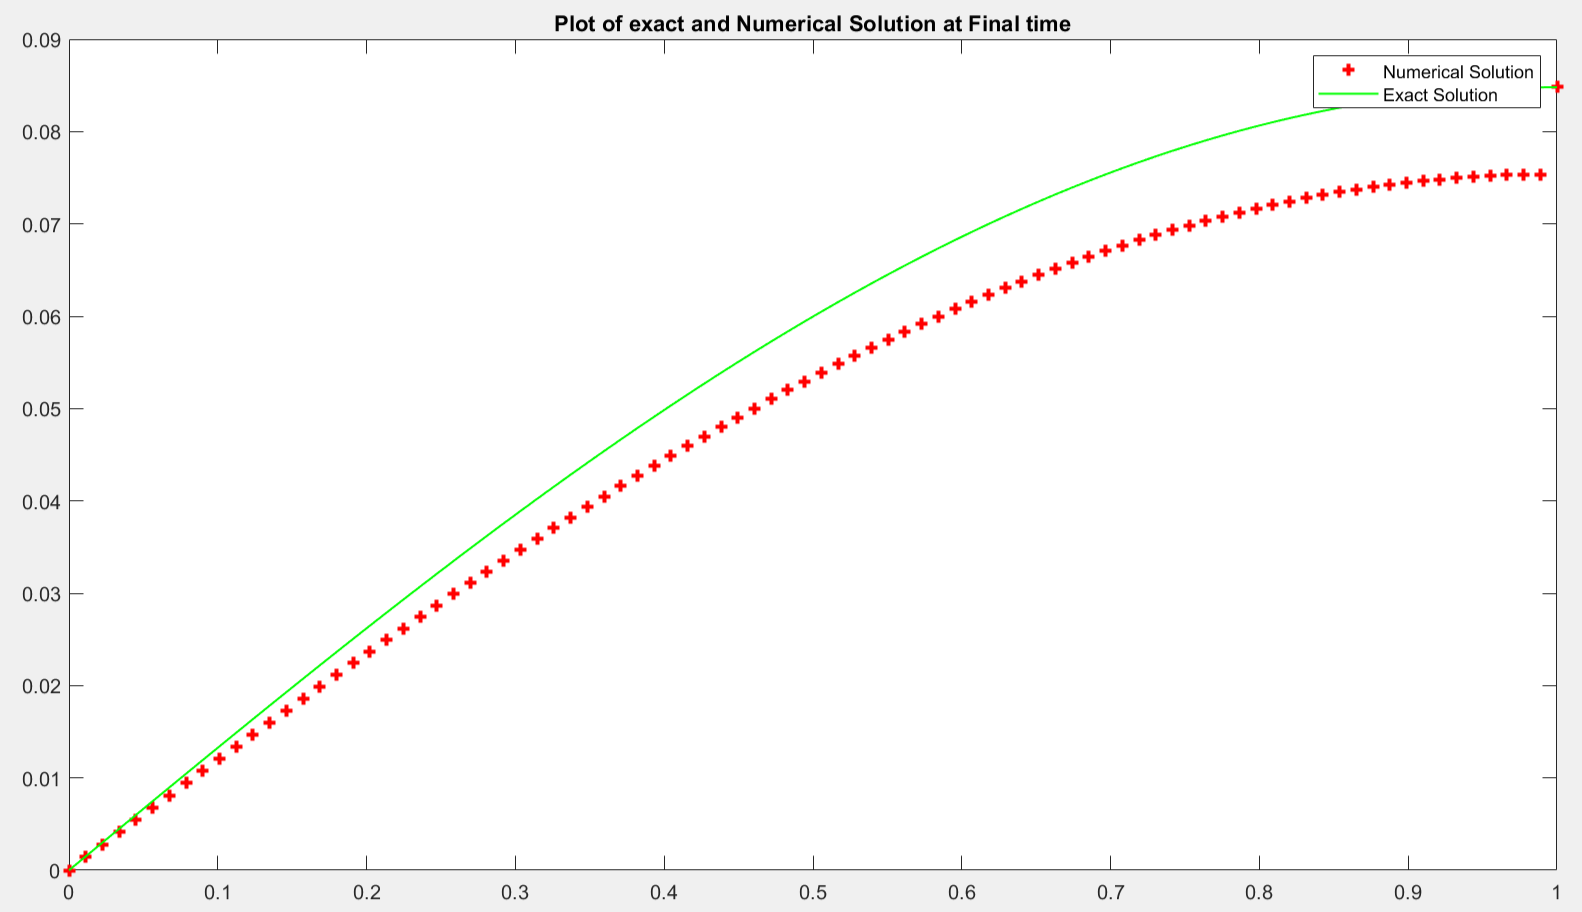 Plot of exact and Numerical Solution at Final time
0.09
Numerical Solution
Exact Solution
0.08
0.07
0.06
0.05
0.04
0.03
0.02
0.01
0
0 0.1 0.2 0.3 0.4 0.5 0.6 0.7 0.8 0.9 1